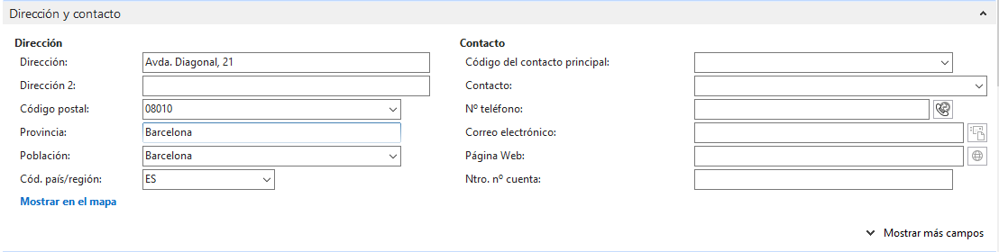 Dirección y contacto
Dirección
Dirección: Avda. Diagonal, 21
Dirección 2:
Código postal: 08010
Provincia: Barcelona
Población: Barcelona
Cód. país/región: ES
Mostrar en el mapa
Contacto
Código del contacto principal:
Contacto:
Nº teléfono:
Correo electrónico:
Página Web:
Ntro. nº cuenta:
Mostrar más campos